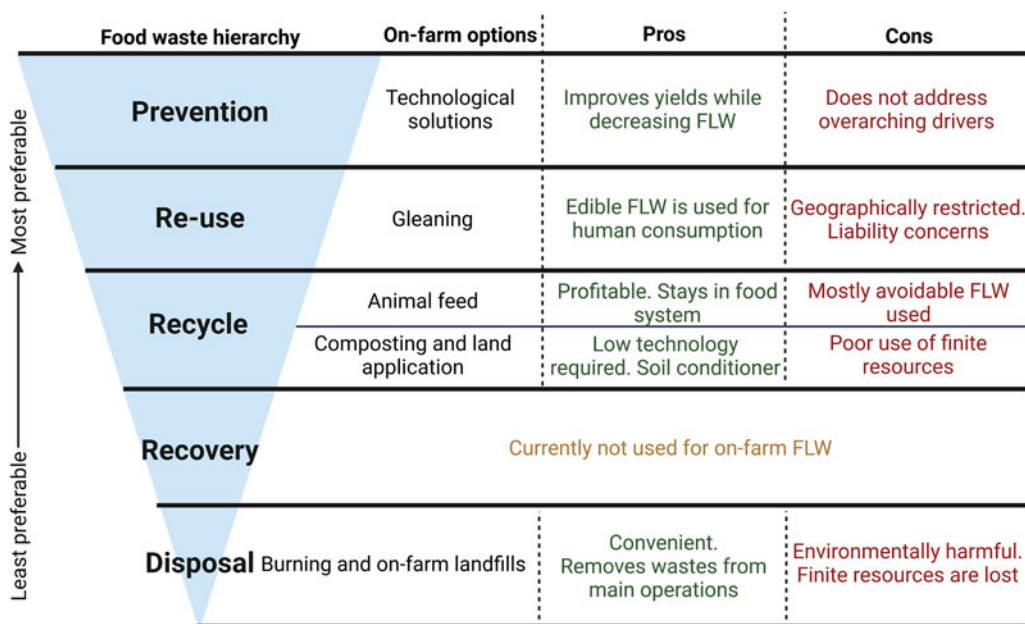 Food waste hierarchy
On-farm options
Pros
Cons
Prevention
Technological
solutions
Improves yields while
decreasing FLW
Does not address
overarching drivers
Re-use
Gleaning
Edible FLW is used for
human consumption
Geographically restricted.
Liability concerns
Recycle
Animal feed
Profitable. Stays in food
system
Mostly avoidable FLW
used
Composting and land
application
Low technology
required. Soil conditioner
Poor use of finite
resources
Recovery
Currently not used for on-farm FLW
Disposal
Burning and on-farm landfills
Convenient.
Removes wastes from
main operations
Environmentally harmful.
Finite resources are lost
Least preferable
Most preferable